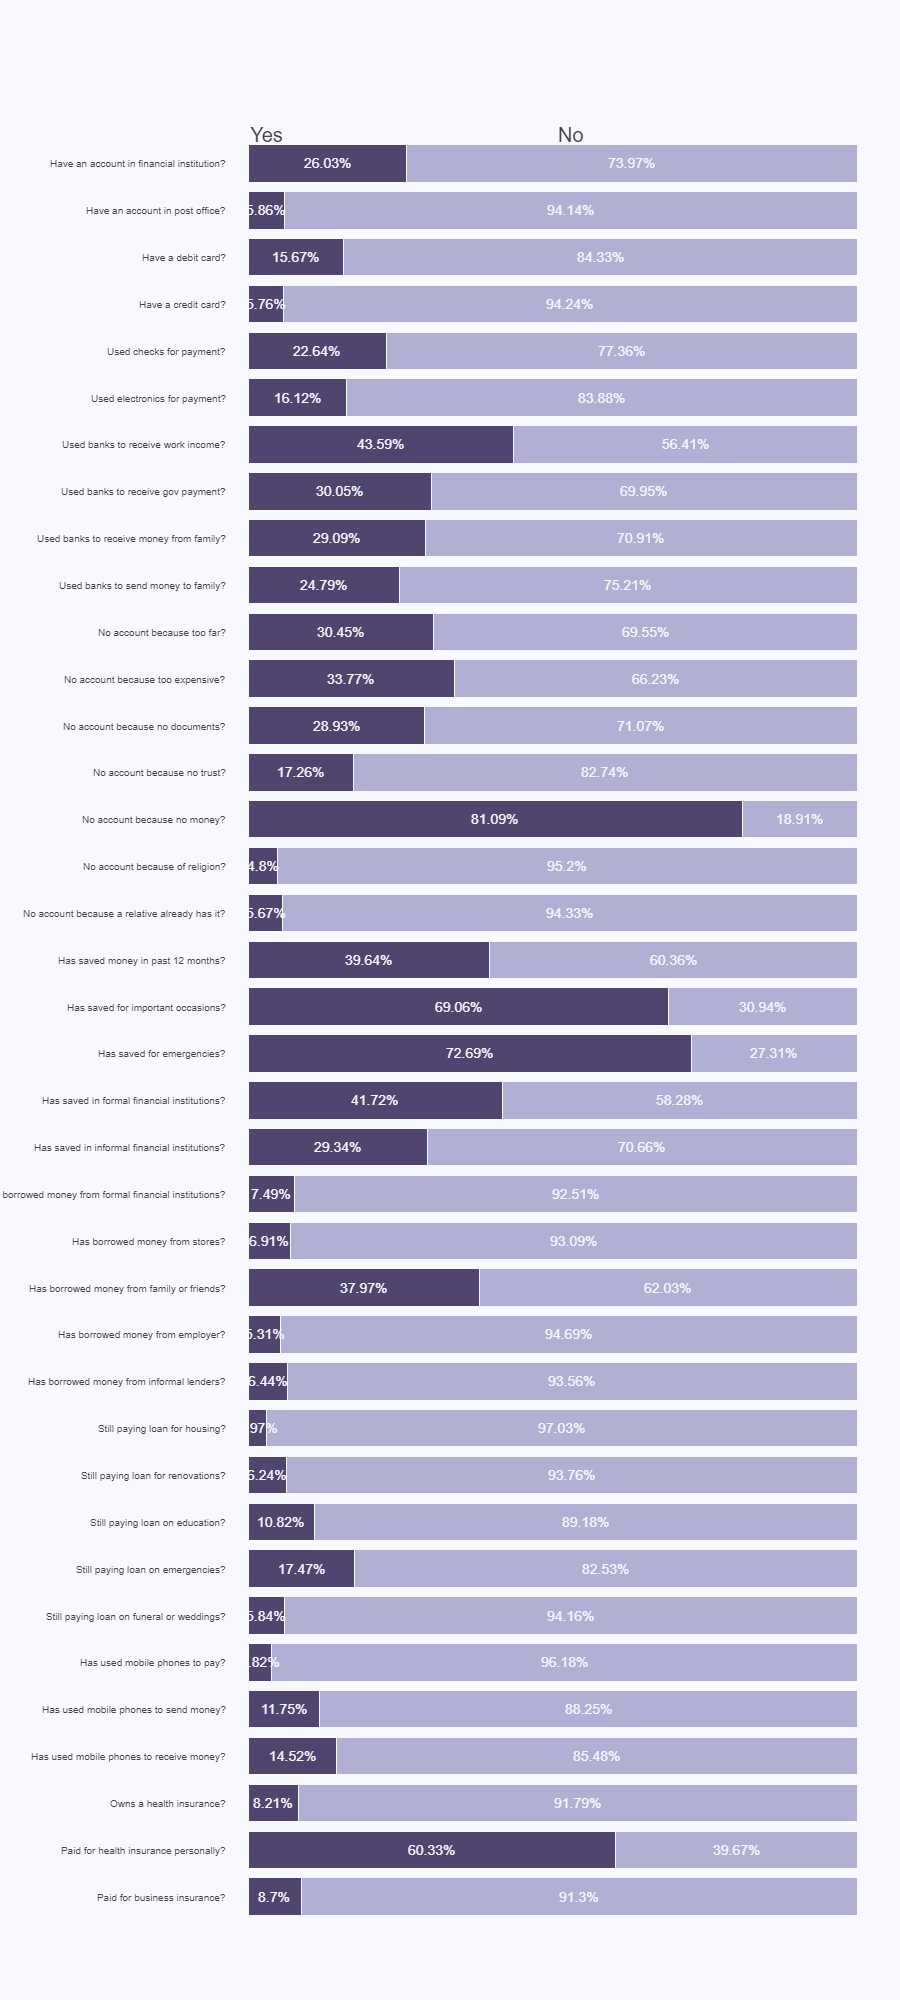 Yes No
Have an account in financial institution? 26.03% 73.97%
Have an account in post office? 5.86% 94.14%
Have a debit card? 15.67% 84.33%
Have a credit card? 5.76% 94.24%
Used checks for payment? 22.64% 77.36%
Used electronics for payment? 16.12% 83.88%
Used banks to receive work income? 43.59% 56.41%
Used banks to receive gov payment? 30.05% 69.95%
Used banks to receive money from family? 29.09% 70.91%
Used banks to send money to family? 24.79% 75.21%
No account because too far? 30.45% 69.55%
No account because too expensive? 33.77% 66.23%
No account because no documents? 28.93% 71.07%
No account because no trust? 17.26% 82.74%
No account because no money? 81.09% 18.91%
No account because of religion? 4.8% 95.2%
No account because a relative already has it? 5.67% 94.33%
Has saved money in past 12 months? 39.64% 60.36%
Has saved for important occasions? 69.06% 30.94%
Has saved for emergencies? 72.69% 27.31%
Has saved in formal financial institutions? 41.72% 58.28%
Has saved in informal financial institutions? 29.34% 70.66%
borrowed money from formal financial institutions? 7.49% 92.51%
Has borrowed money from stores? 6.91% 93.09%
Has borrowed money from family or friends? 37.97% 62.03%
Has borrowed money from employer? 5.31% 94.69%
Has borrowed money from informal lenders? 6.44% 93.56%
Still paying loan for housing? 97% 97.03%
Still paying loan for renovations? 6.24% 93.76%
Still paying loan on education? 10.82% 89.18%
Still paying loan on emergencies? 17.47% 82.53%
Still paying loan on funeral or weddings? 5.84% 94.16%
Has used mobile phones to pay? .82% 96.18%
Has used mobile phones to send money? 11.75% 88.25%
Has used mobile phones to receive money? 14.52% 85.48%
Owns a health insurance? 8.21% 91.79%
Paid for health insurance personally? 60.33% 39.67%
Paid for business insurance? 8.7% 91.3%